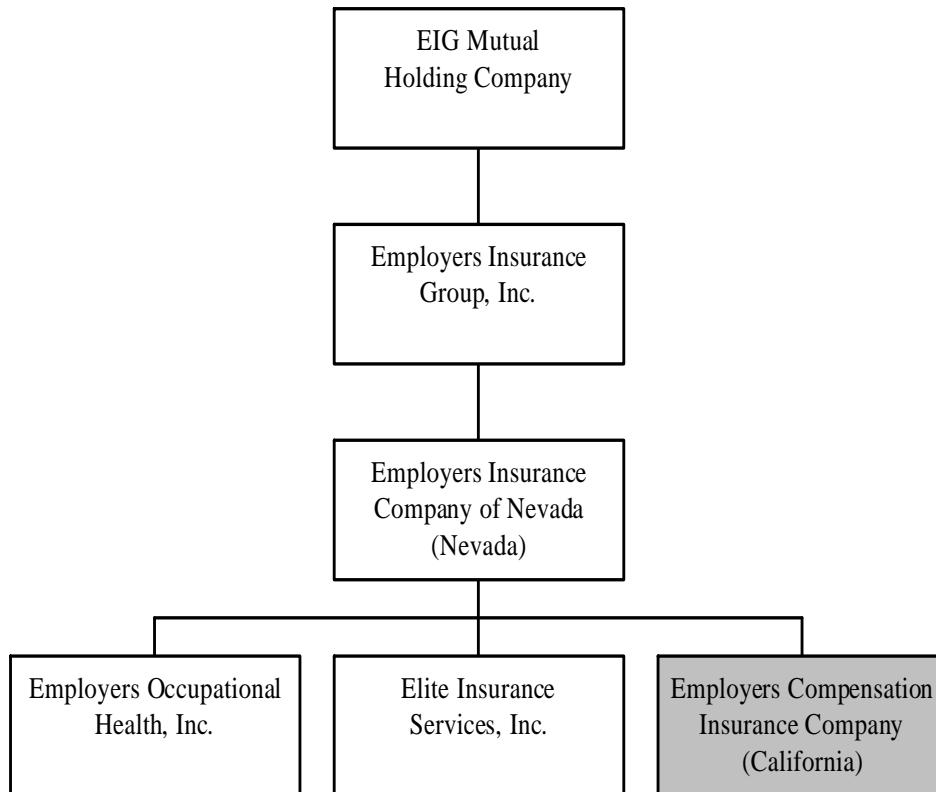 EIG Mutual
Holding Company
Employers Insurance
Group, Inc.
Employers Insurance
Company of Nevada
(Nevada)
Employers Occupational
Health, Inc.
Elite Insurance
Services, Inc.
Employers Compensation
Insurance Company
(California)